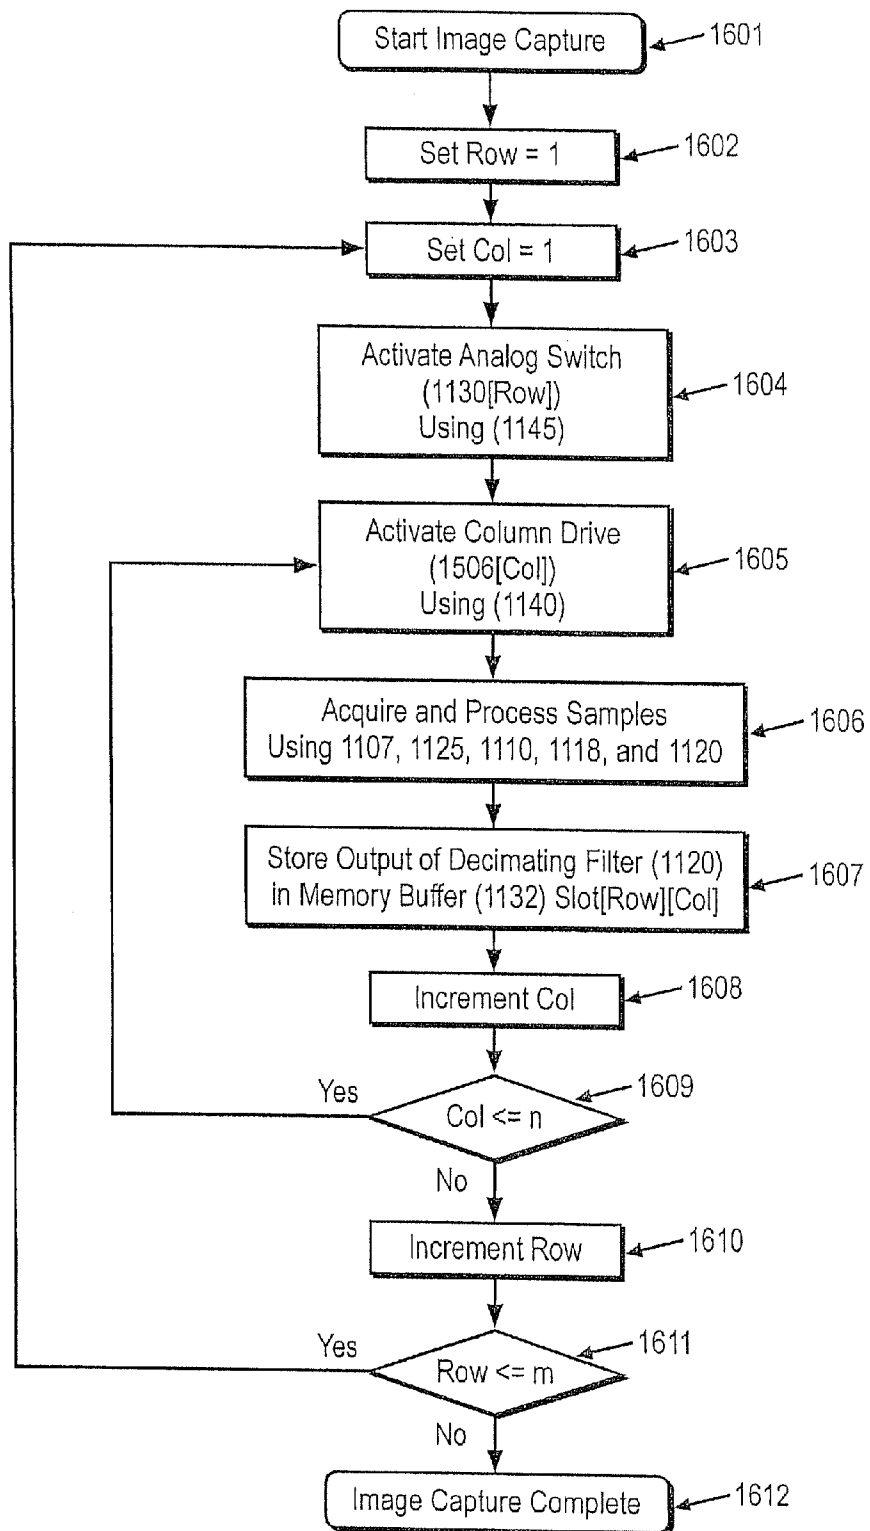 Start Image Capture
1601
Set Row = 1
1602
Set Col = 1
1603
Activate Analog Switch
(1130[Row])
Using (1145)
1604
Activate Column Drive
(1506[Col])
Using (1140)
1605
Acquire and Process Samples
Using 1107, 1125, 1110, 1118, and 1120
1606
Store Output of Decimating Filter (1120)
in Memory Buffer (1132) Slot[Row][Col]
1607
Increment Col
1608
Yes
Col <= n
1609
No
Increment Row
1610
Yes
Row <= m
1611
No
Image Capture Complete
1612